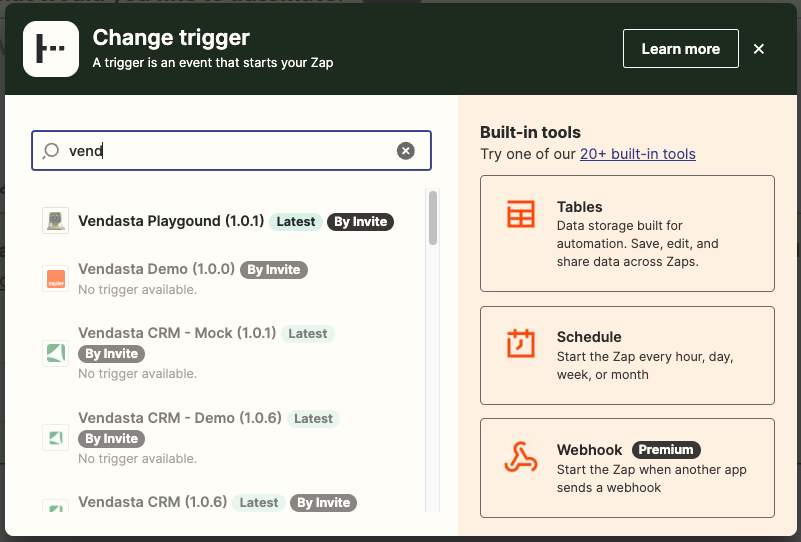 Change trigger
A trigger is an event that starts your Zap
Learn more
vend
Vendasta Playgound (1.0.1) Latest By Invite
Vendasta Demo (1.0.0) By Invite
zapier
No trigger available.
Vendasta CRM - Mock (1.0.1) Latest
By Invite
No trigger available.
Vendasta CRM - Demo (1.0.6) Latest
By Invite
No trigger available.
Vendasta CRM (1.0.6) Latest By Invite
Built-in tools
Try one of our 20+ built-in tools
Tables
Data storage built for
automation. Save, edit, and
share data across Zaps.
Schedule
Start the Zap every hour, day,
week, or month
Webhook Premium
Start the Zap when another app
sends a webhook